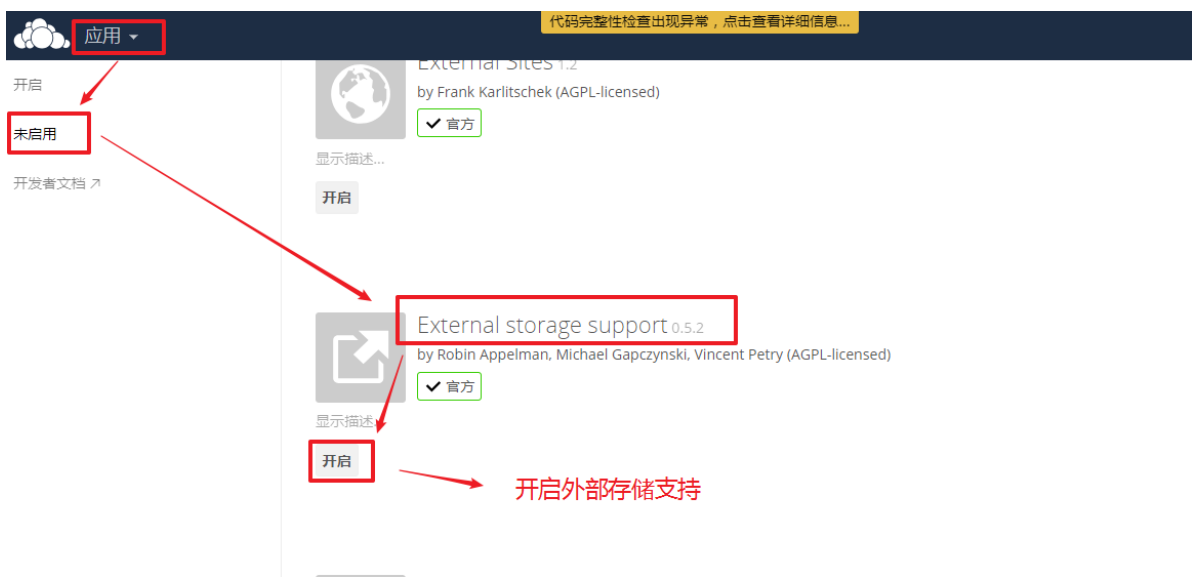 应用
代码完整性检查出现异常，点击查看详细信息...
开启
未启用
开发者文档
External Sites 1.2
by Frank Karlitschek (AGPL-licensed)
官方
显示描述...
开启
External storage support 0.5.2
by Robin Appelman, Michael Gapczynski, Vincent Petry (AGPL-licensed)
官方
显示描述...
开启
开启外部存储支持